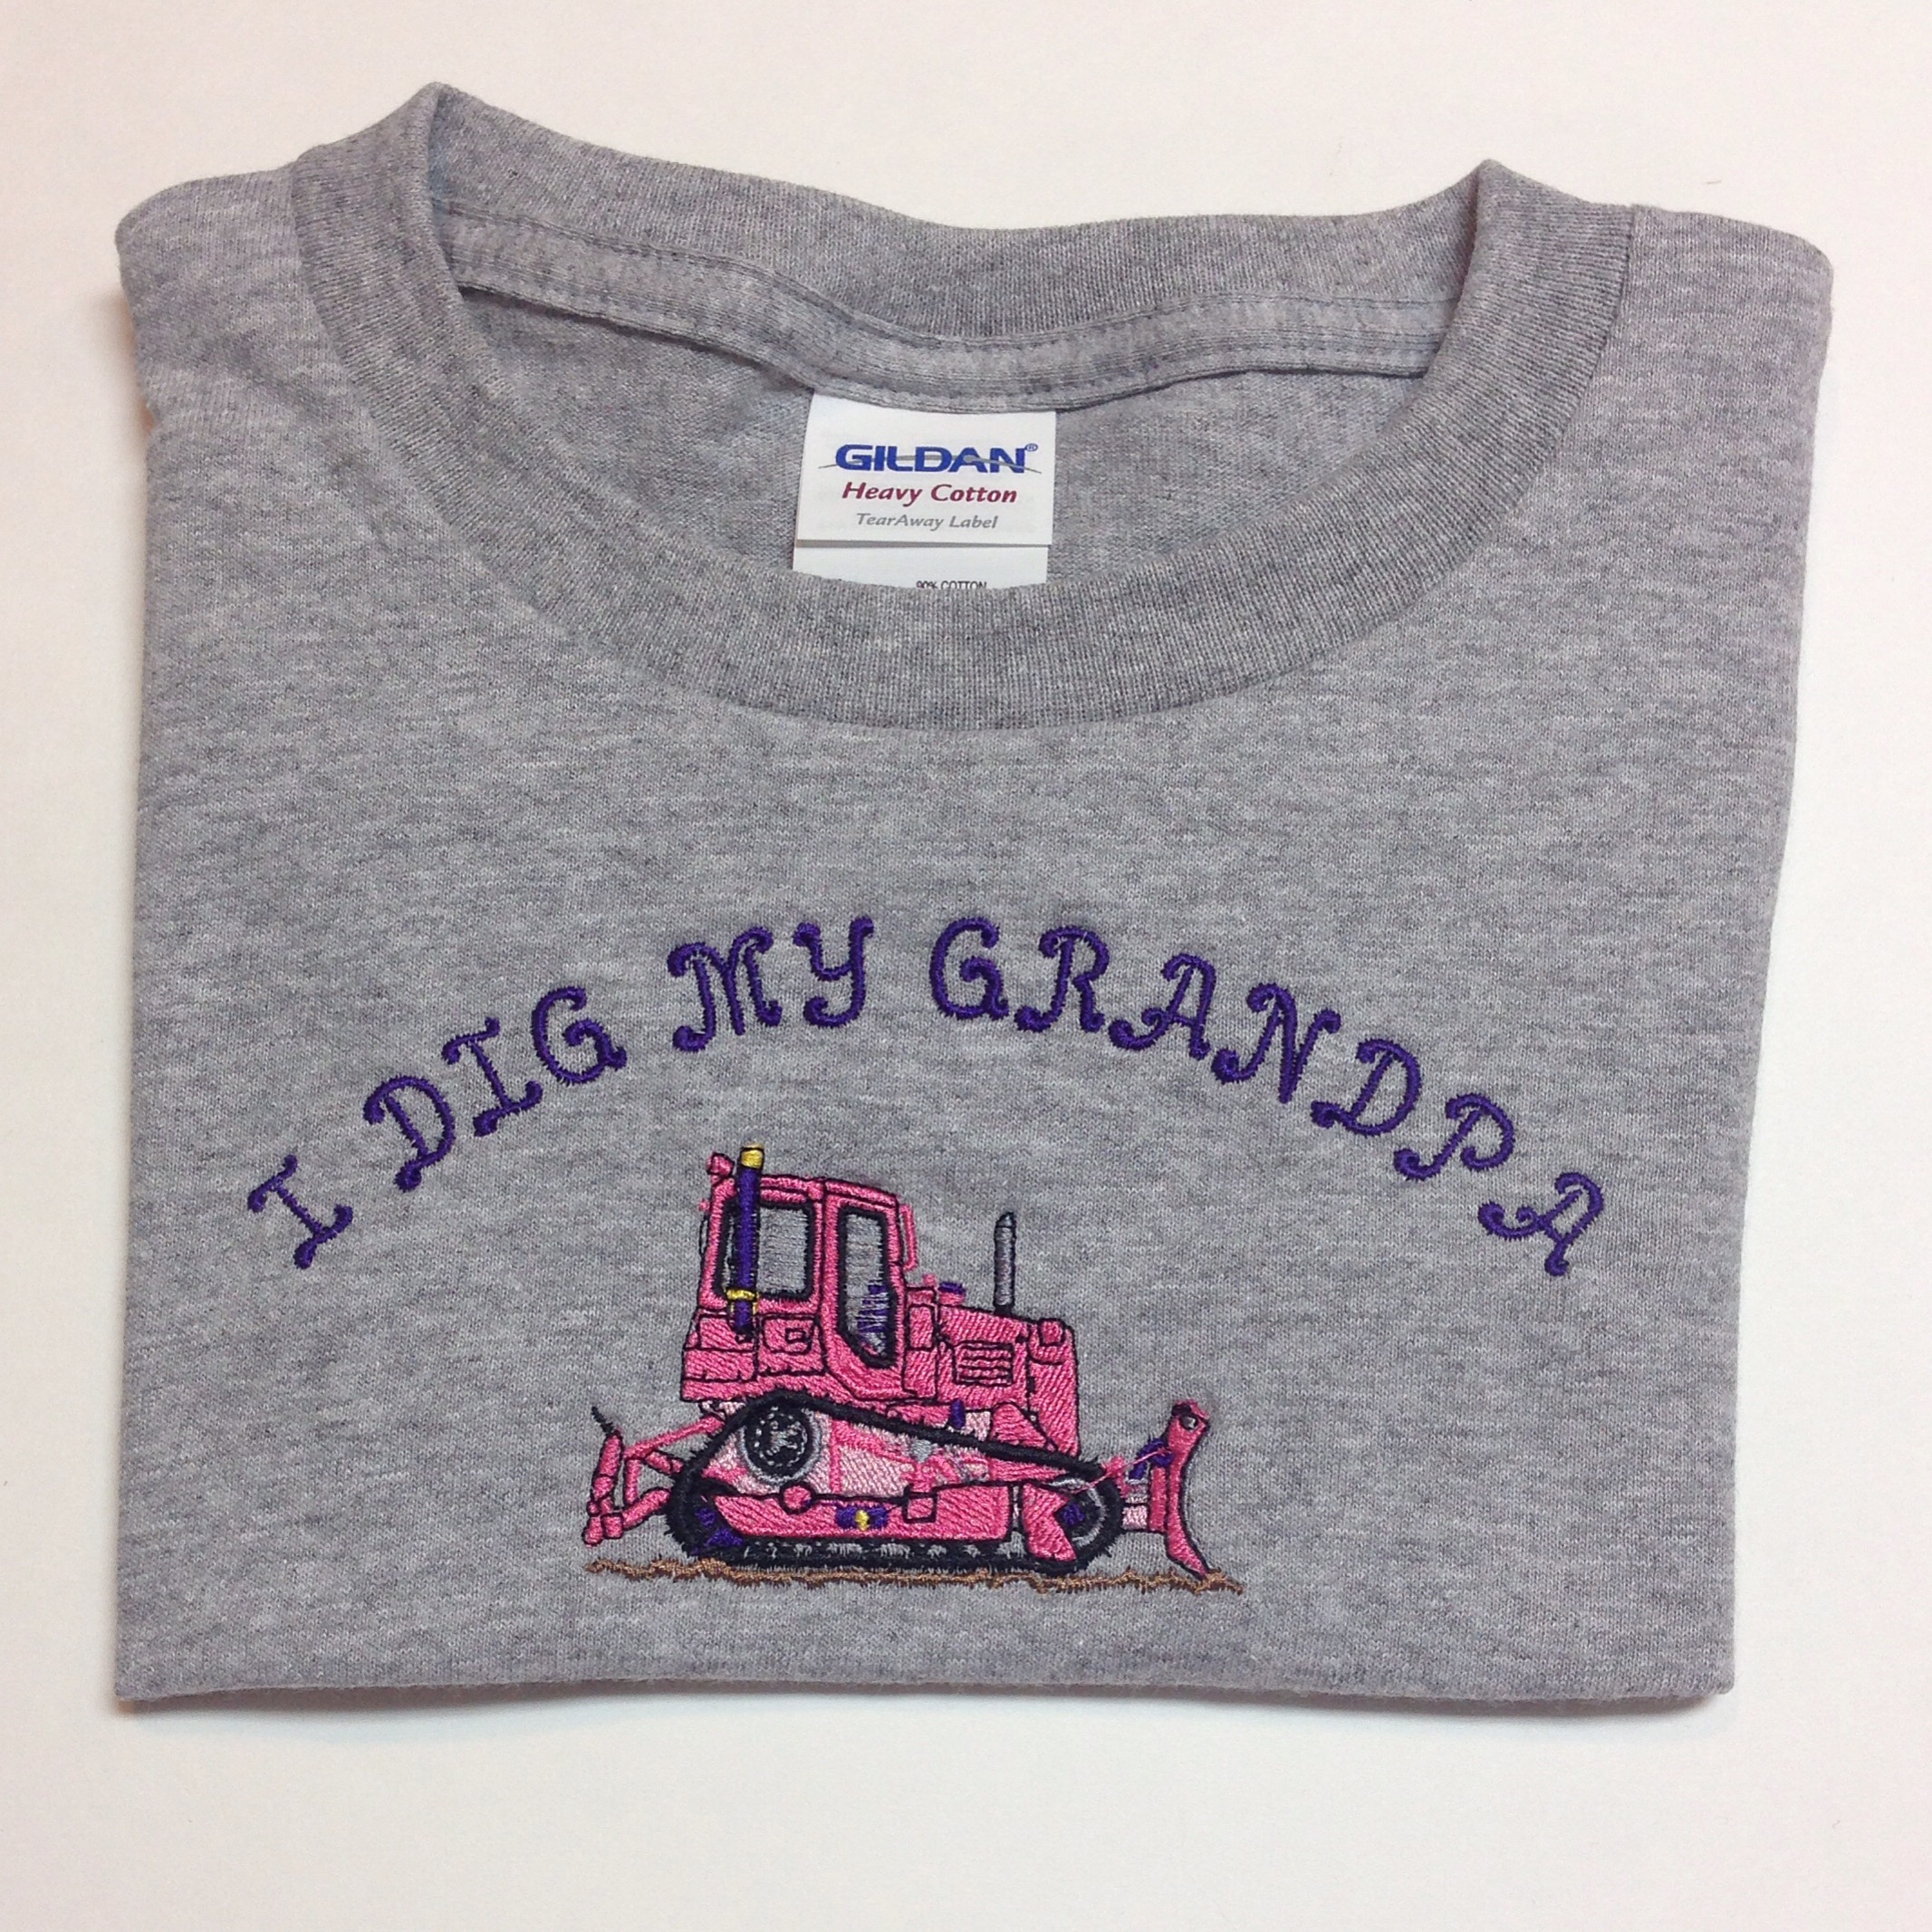 GILDAN®
Heavy Cotton
TearAway Label
90% COTTON
I DIG MY GRANDPA